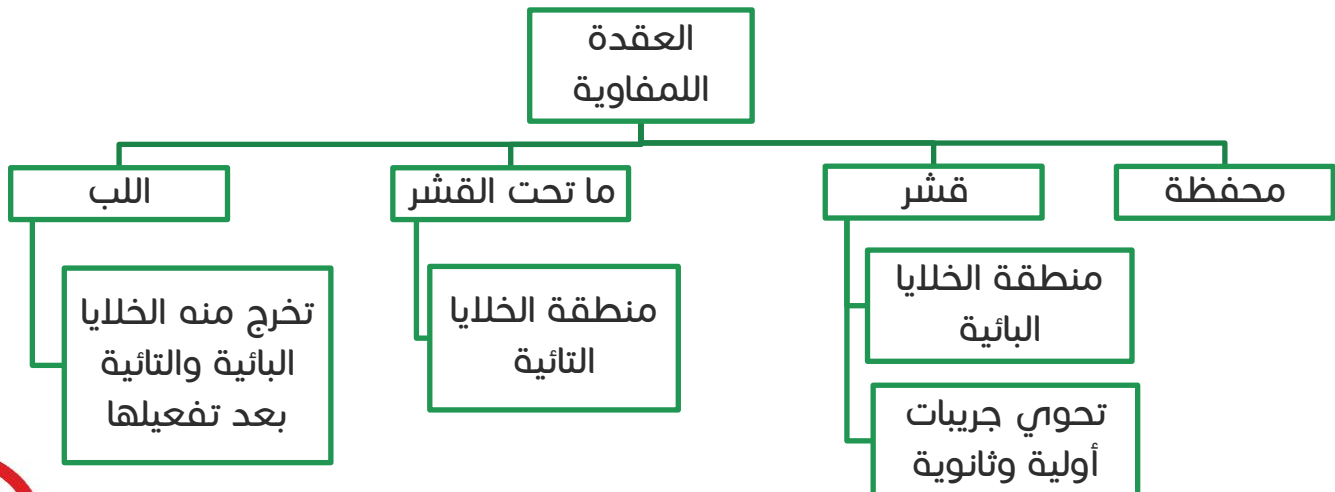 العقدة
اللمفاوية
محفظة
قشر
منطقة الخلايا
البائية
تحوي جريبات
أولية وثانوية
ما تحت القشر
منطقة الخلايا
التائية
اللب
تخرج منه الخلايا
البائية والتائية
بعد تفعيلها